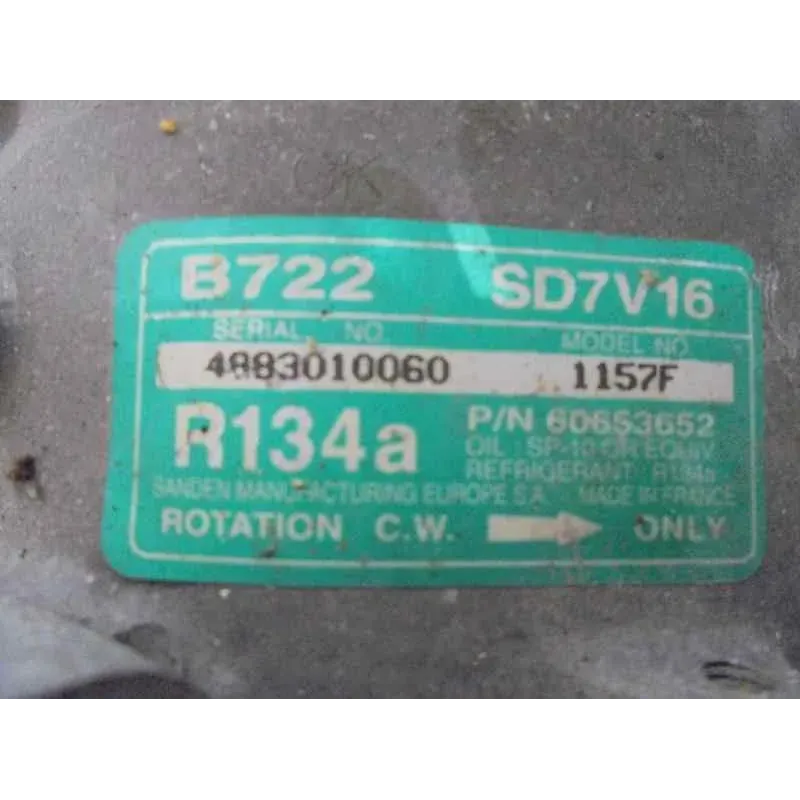 B722 SD7V16
SERIAL NO. MODEL NO.
4883010060 1157F
R134a P/N 60653652
OIL : SP-10 OR EQUIV.
REFRIGERANT : R134a
SANDEN MANUFACTURING EUROPE S.A. MADE IN FRANCE
ROTATION C.W. ONLY